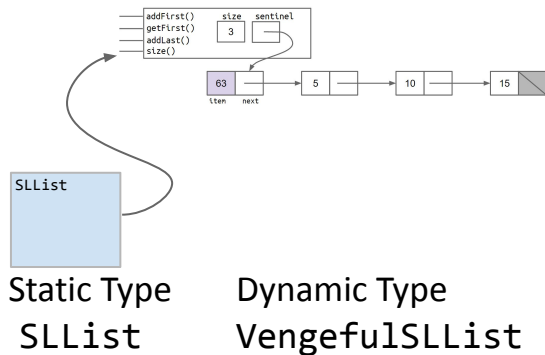 addFirst()
getFirst()
addLast()
size()
size sentinel
3
63 5 10 15
item next
SLList
Static Type Dynamic Type
SLList VengefulSLList